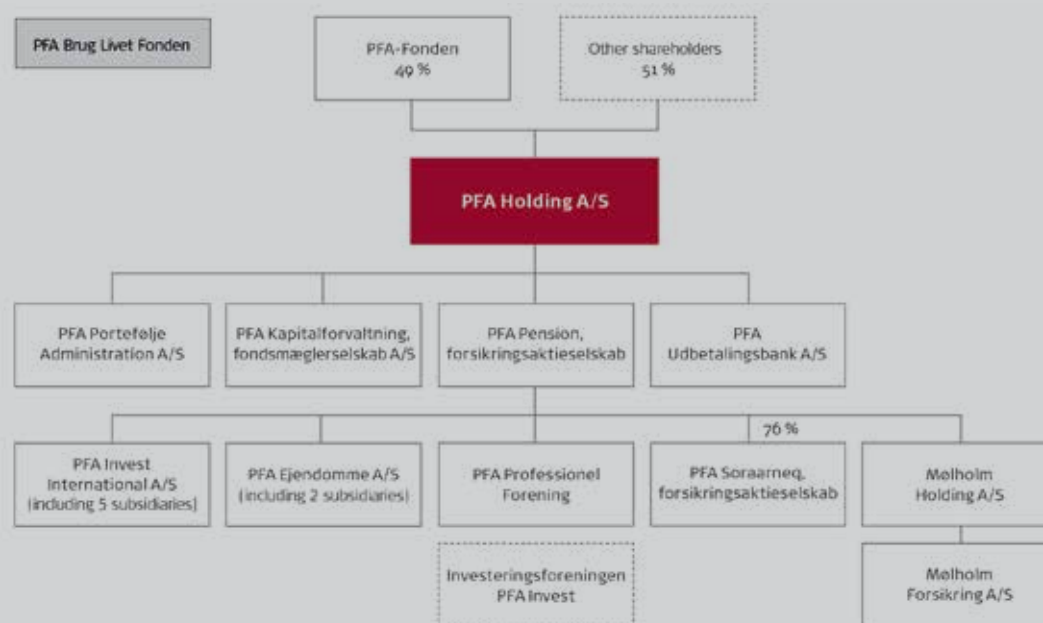 PFA Brug Livet Fonden
PFA-Fonden
49 %
Other shareholders
51 %
PFA Holding A/S
PFA Portefølje
Administration A/S
PFA Kapitalforvaltning,
fondsmæglerselskab A/S
PFA Pension,
forsikringsaktieselskab
PFA
Udbetalingsbank A/S
76 %
PFA Invest
International A/S
(including 5 subsidiaries)
PFA Ejendomme A/S
(including 2 subsidiaries)
PFA Professionel
Forening
PFA Soraarneq,
forsikringsaktieselskab
Mølholm
Holding A/S
Investeringsforeningen
PFA Invest
Mølholm
Forsikring A/S